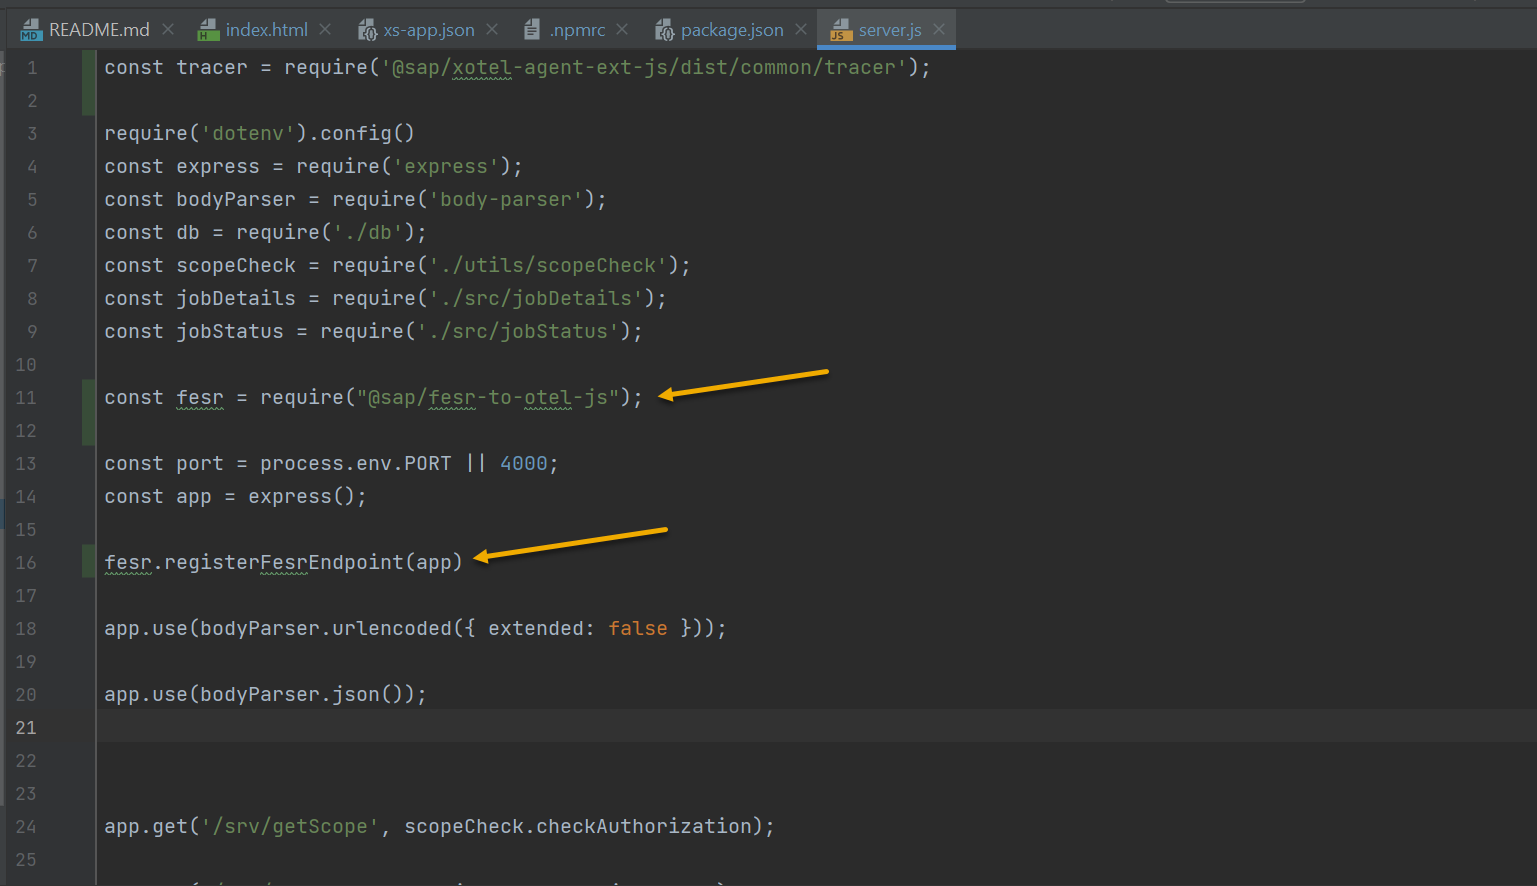 README.md index.html xs-app.json .npmrc package.json server.js
1 const tracer = require('@sap/xotel-agent-ext-js/dist/common/tracer');
2
3 require('dotenv').config()
4 const express = require('express');
5 const bodyParser = require('body-parser');
6 const db = require('./db');
7 const scopeCheck = require('./utils/scopeCheck');
8 const jobDetails = require('./src/jobDetails');
9 const jobStatus = require('./src/jobStatus');
10
11 const fesr = require("@sap/fesr-to-otel-js");
12
13 const port = process.env.PORT || 4000;
14 const app = express();
15
16 fesr.registerFesrEndpoint(app)
17
18 app.use(bodyParser.urlencoded({ extended: false }));
19
20 app.use(bodyParser.json());
21
22
23
24 app.get('/srv/getScope', scopeCheck.checkAuthorization);
25